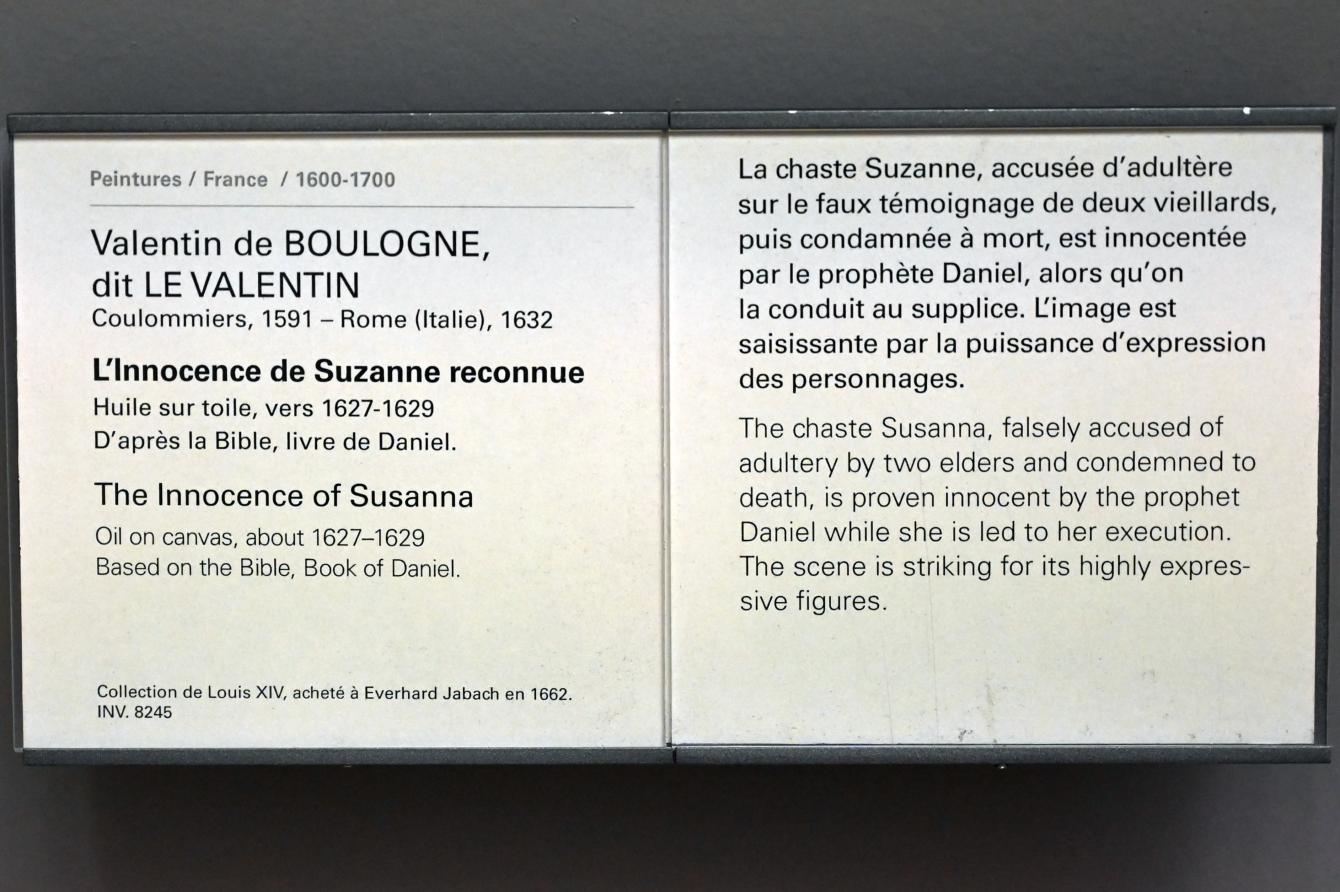 Peintures / France / 1600-1700
Valentin de BOULOGNE,
dit LE VALENTIN
Coulommiers, 1591 – Rome (Italie), 1632
L'Innocence de Suzanne reconnue
Huile sur toile, vers 1627-1629
D'après la Bible, livre de Daniel.
The Innocence of Susanna
Oil on canvas, about 1627–1629
Based on the Bible, Book of Daniel.
Collection de Louis XIV, acheté à Everhard Jabach en 1662.
INV. 8245
La chaste Suzanne, accusée d'adultère
sur le faux témoignage de deux vieillards,
puis condamnée à mort, est innocentée
par le prophète Daniel, alors qu'on
la conduit au supplice. L'image est
saisissante par la puissance d'expression
des personnages.
The chaste Susanna, falsely accused of
adultery by two elders and condemned to
death, is proven innocent by the prophet
Daniel while she is led to her execution.
The scene is striking for its highly expres-
sive figures.